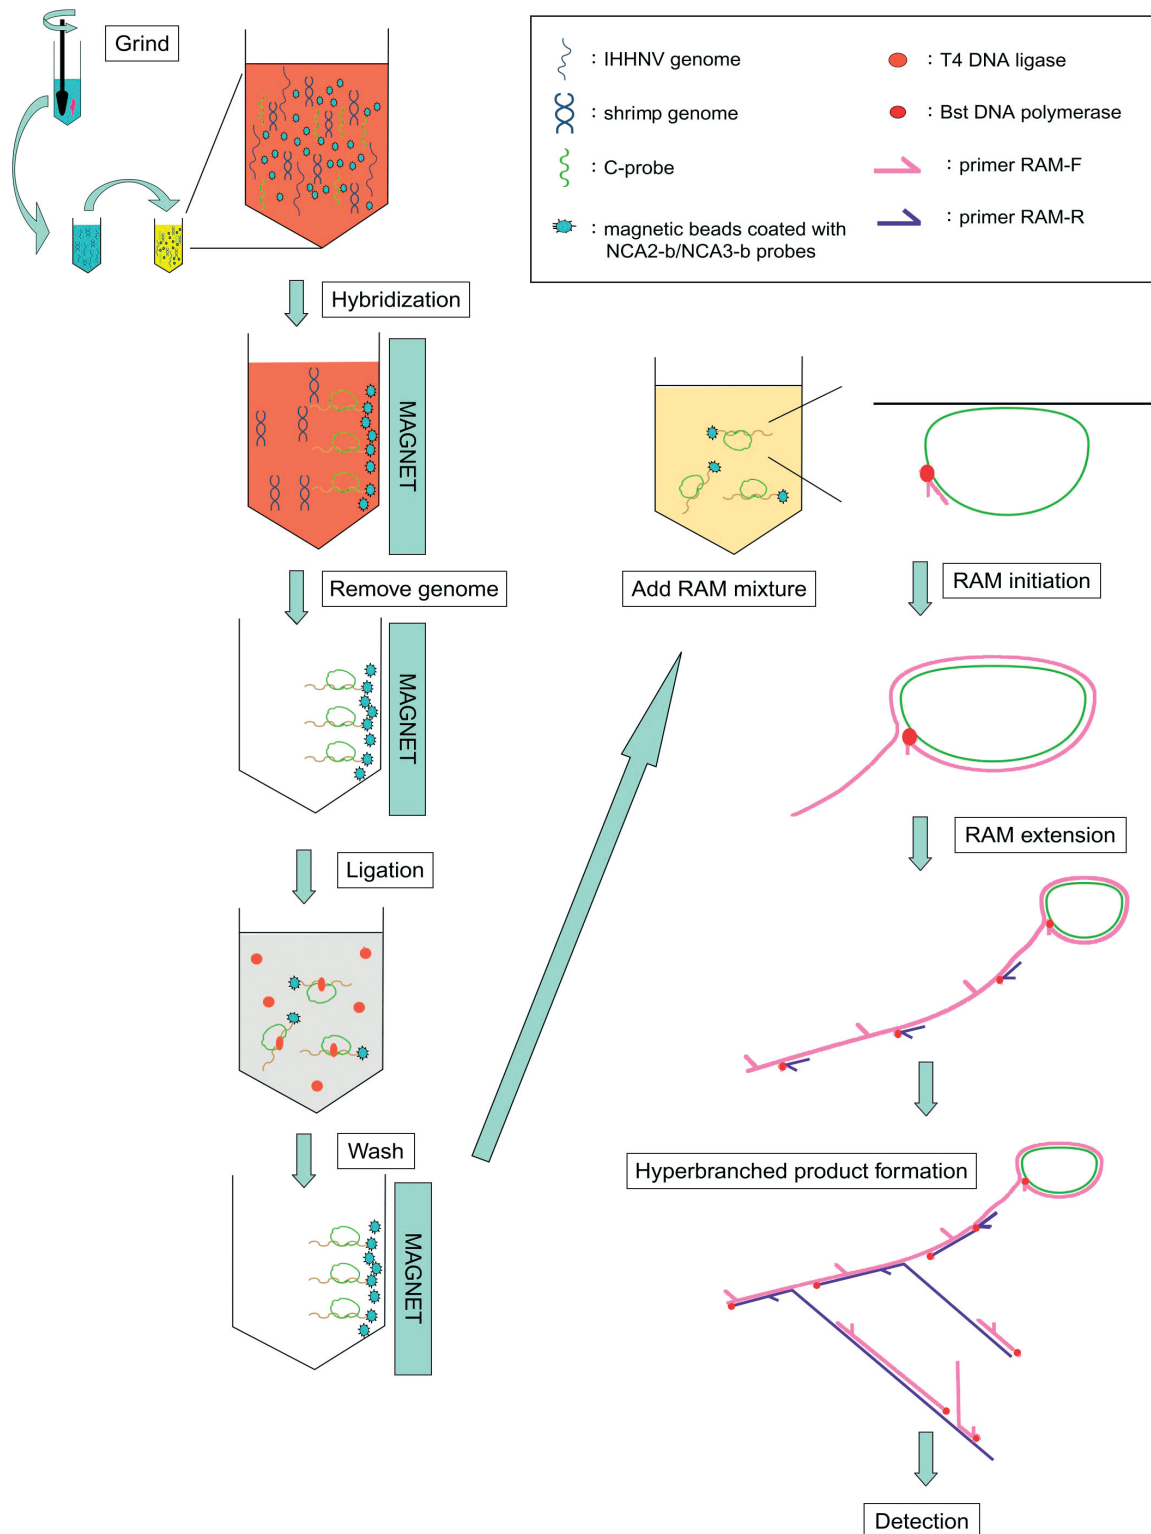 Grind
: IHHNV genome
: shrimp genome
: C-probe
: magnetic beads coated with
NCA2-b/NCA3-b probes
: T4 DNA ligase
: Bst DNA polymerase
: primer RAM-F
: primer RAM-R
Hybridization
MAGNET
Remove genome
MAGNET
Ligation
Wash
MAGNET
Add RAM mixture
RAM initiation
RAM extension
Hyperbranched product formation
Detection